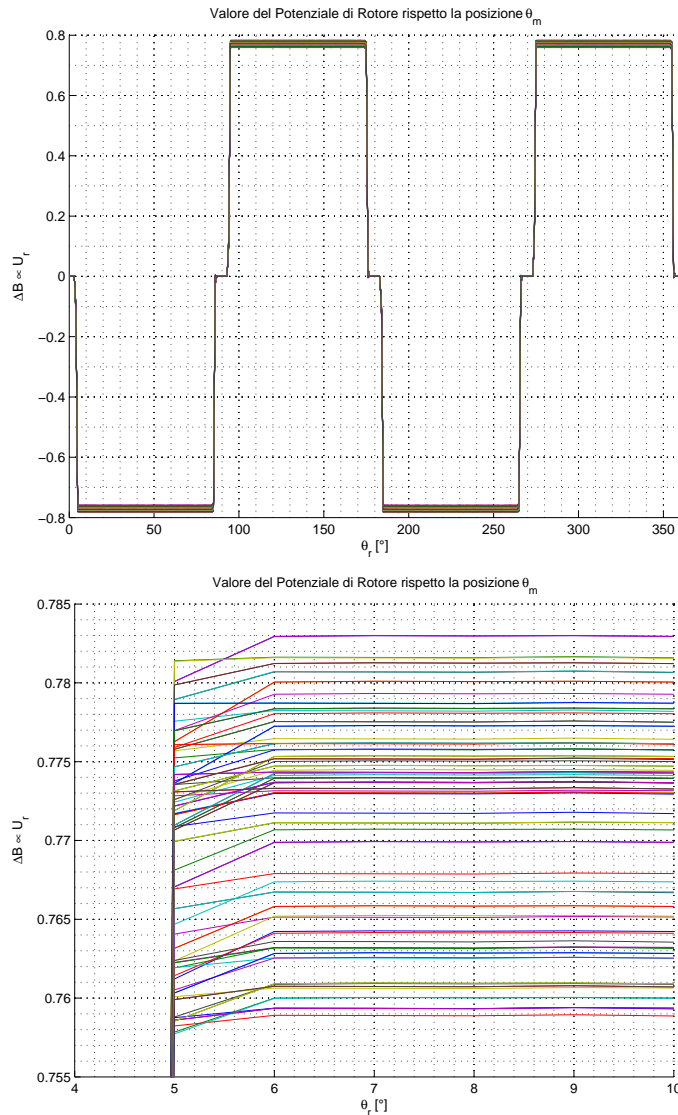 Valore del Potenziale di Rotore rispetto la posizione θm
0.8
0.6
0.4
0.2
0
−0.2
−0.4
−0.6
−0.8
ΔB ∝ Ur
0 50 100 150 200 250 300 350
θr [°]
Valore del Potenziale di Rotore rispetto la posizione θm
0.785
0.78
0.775
0.77
0.765
0.76
0.755
ΔB ∝ Ur
4 5 6 7 8 9 10
θr [°]